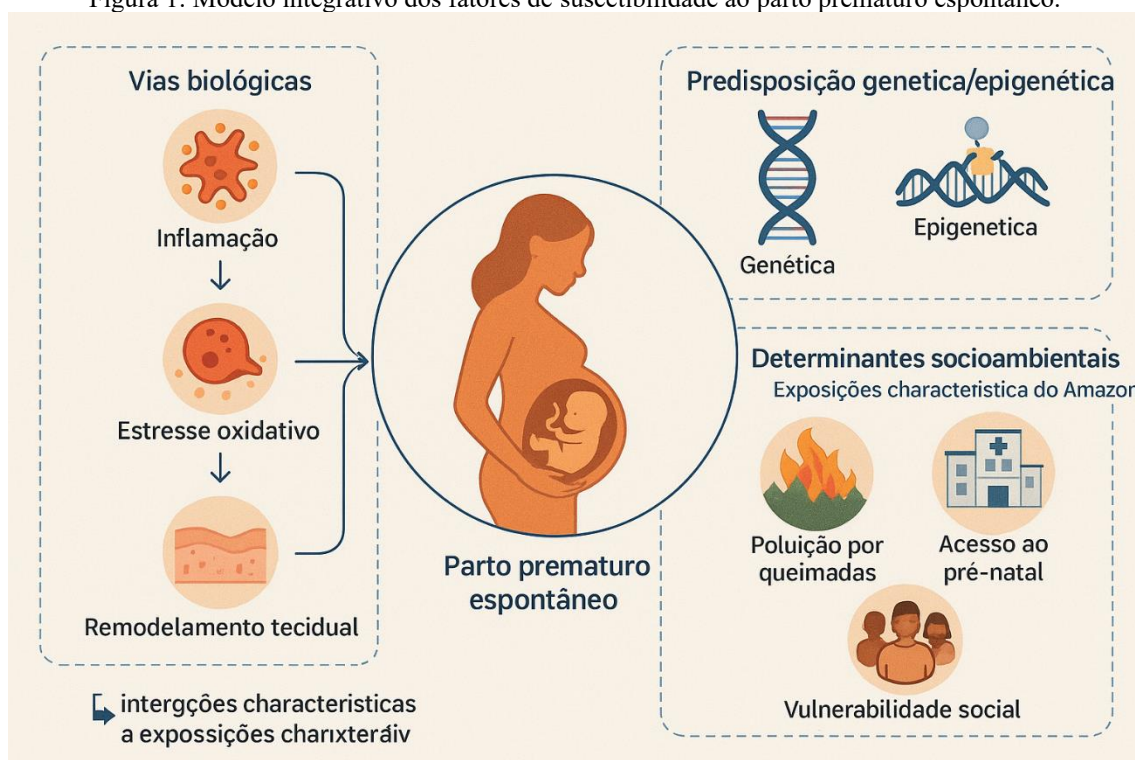 Figura 1: Modelo integrativo dos fatores de suscetibilidade ao parto prematuro espontâneo.
Vias biológicas
Inflamação
Estresse oxidativo
Remodelamento tecidual
intergções characteristicas
a expossições charıxteráiv
Parto prematuro
espontâneo
Predisposição genetica/epigenética
Genética
Epigenetica
Determinantes socioambientais
Exposições characteristica do Amazor
Poluição por
queimadas
Acesso ao
pré-natal
Vulnerabilidade social